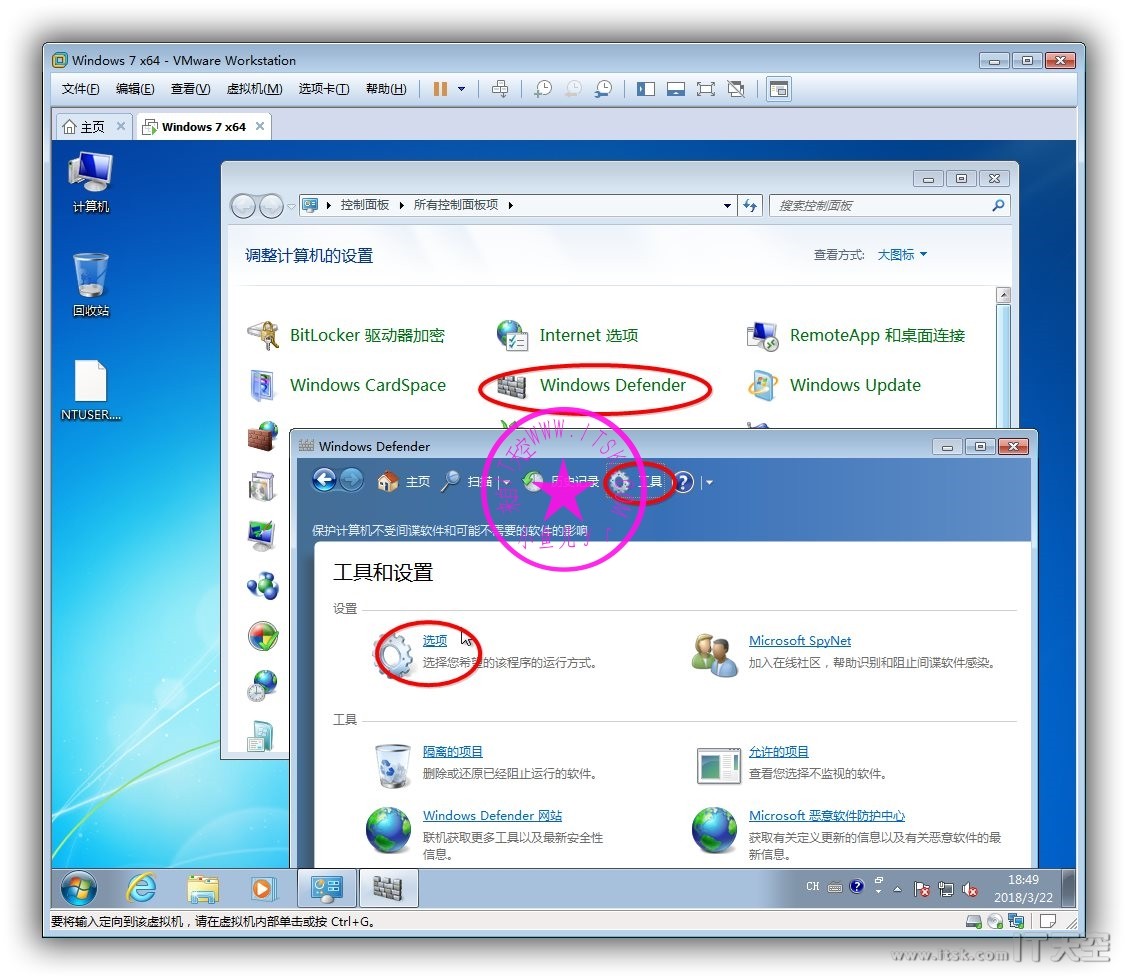 Windows 7 x64 - VMware Workstation
文件(F) 编辑(E) 查看(V) 虚拟机(M) 选项卡(T) 帮助(H)
主页 Windows 7 x64
计算机
回收站
NTUSER....
控制面板 所有控制面板项 搜索控制面板
调整计算机的设置 查看方式: 大图标
BitLocker 驱动器加密 Internet 选项 RemoteApp 和桌面连接
Windows CardSpace Windows Defender Windows Update
Windows Defender
主页 扫描 历史记录 工具
保护计算机不受间谍软件和可能不需要的软件的影响
工具和设置
设置
选项
选择您希望的该程序的运行方式。
Microsoft SpyNet
加入在线社区，帮助识别和阻止间谍软件感染。
工具
隔离的项目
删除或还原已经阻止运行的软件。
允许的项目
查看您选择不监视的软件。
Windows Defender 网站
联机获取更多工具以及最新安全性
信息。
Microsoft 恶意软件防护中心
获取有关定义更新的信息以及有关恶意软件的最
新信息。
CH
18:49
2018/3/22
要将输入定向到该虚拟机，请在虚拟机内部单击或按 Ctrl+G。
www.itsk.com IT天空